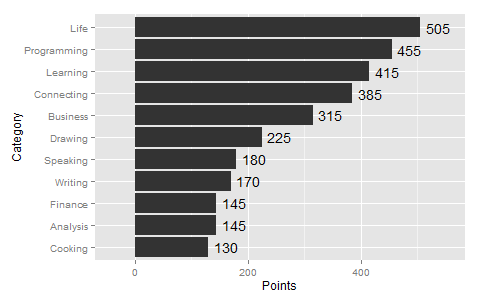 Life 505
Programming 455
Learning 415
Connecting 385
Business 315
Drawing 225
Speaking 180
Writing 170
Finance 145
Analysis 145
Cooking 130
Category
0 200 400
Points